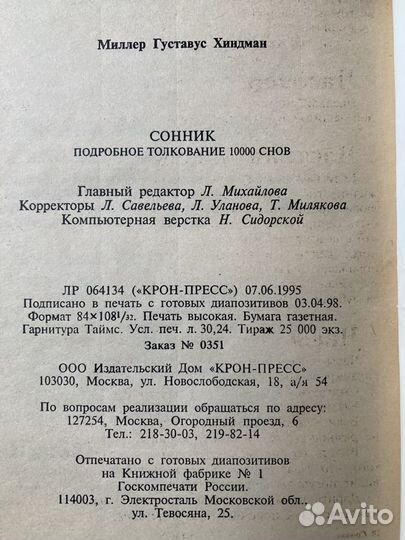 Миллер Густавус Хиндман
СОННИК
ПОДРОБНОЕ ТОЛКОВАНИЕ 10000 СНОВ
Главный редактор Л. Михайлова
Корректоры Л. Савельева, Л. Уланова, Т. Милякова
Компьютерная верстка Н. Сидорской
ЛР 064134 («КРОН-ПРЕСС») 07.06.1995
Подписано в печать с готовых диапозитивов 03.04.98.
Формат 84×108¹/₃₂. Печать высокая. Бумага газетная.
Гарнитура Таймс. Усл. печ. л. 30,24. Тираж 25 000 экз.
Заказ № 0351
ООО Издательский Дом «КРОН-ПРЕСС»
103030, Москва, ул. Новослободская, 18, а/я 54
По вопросам реализации обращаться по адресу:
127254, Москва, Огородный проезд, 6
Тел.: 218-30-03, 219-82-14
Отпечатано с готовых диапозитивов
на Книжной фабрике № 1
Госкомпечати России.
144003, г. Электросталь Московской обл.,
ул. Тевосяна, 25.
Avito